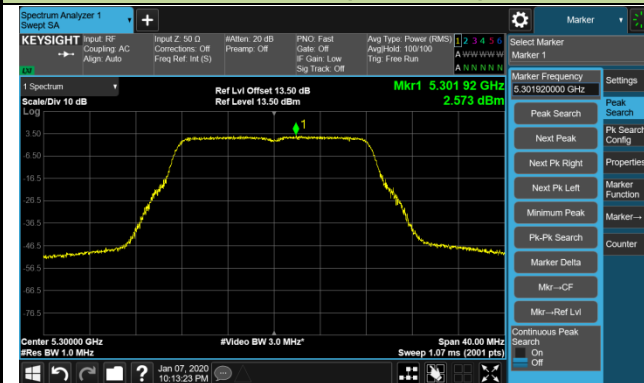 Spectrum Analyzer 1
Swept SA
+
Marker
KEYSIGHT
Input: RF
Coupling: AC
Align: Auto
Input Z: 50 Ω
Corrections: Off
Freq Ref: Int (S)
#Atten: 20 dB
Preamp: Off
PNO: Fast
Gate: Off
IF Gain: Low
Sig Track: Off
Avg Type: Power (RMS)
Avg|Hold: 100/100
Trig: Free Run
1 2 3 4 5 6
A W W W W W
A N N N N N
LV
Select Marker
Marker 1
1 Spectrum
Scale/Div 10 dB
Log
Ref Lvl Offset 13.50 dB
Ref Level 13.50 dBm
Mkr1 5.301 92 GHz
2.573 dBm
1
3.50
-6.50
-16.5
-26.5
-36.5
-46.5
-56.5
-66.5
-76.5
Center 5.30000 GHz
#Res BW 1.0 MHz
#Video BW 3.0 MHz*
Span 40.00 MHz
Sweep 1.07 ms (2001 pts)
Marker Frequency
5.301920000 GHz
Peak Search
Next Peak
Next Pk Right
Next Pk Left
Minimum Peak
Pk-Pk Search
Marker Delta
Mkr→CF
Mkr→Ref Lvl
Continuous Peak
Search
On
Off
Settings
Peak
Search
Pk Search
Config
Properties
Marker
Function
Marker→
Counter
?
Jan 07, 2020
10:13:23 PM